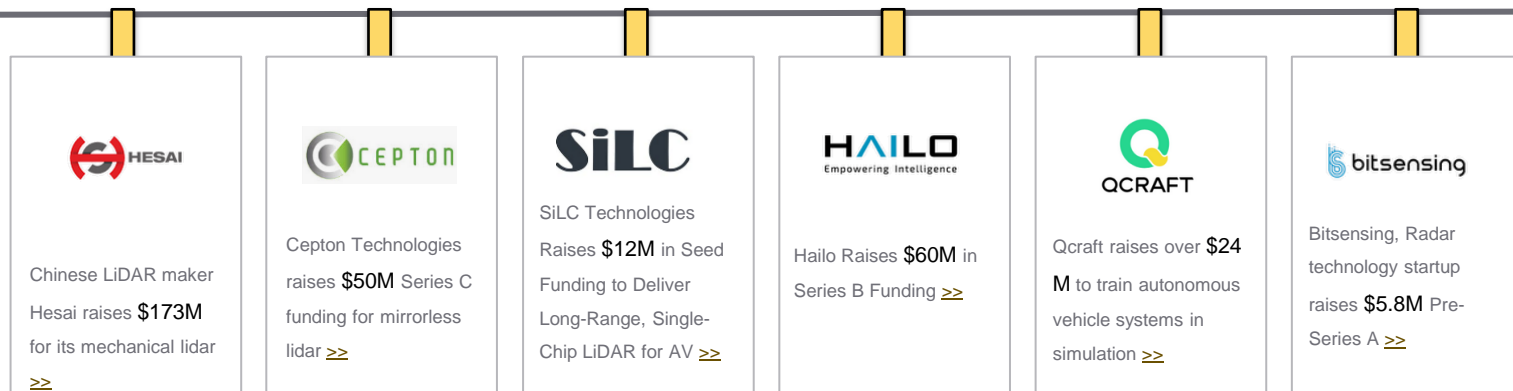 HESAI
Chinese LiDAR maker
Hesai raises $173M
for its mechanical lidar
>>
CEPTON
Cepton Technologies
raises $50M Series C
funding for mirrorless
lidar >>
SiLC
SiLC Technologies
Raises $12M in Seed
Funding to Deliver
Long-Range, Single-
Chip LiDAR for AV >>
HAILO
Empowering Intelligence
Hailo Raises $60M in
Series B Funding >>
QCRAFT
Qcraft raises over $24
M to train autonomous
vehicle systems in
simulation >>
bitsensing
Bitsensing, Radar
technology startup
raises $5.8M Pre-
Series A >>